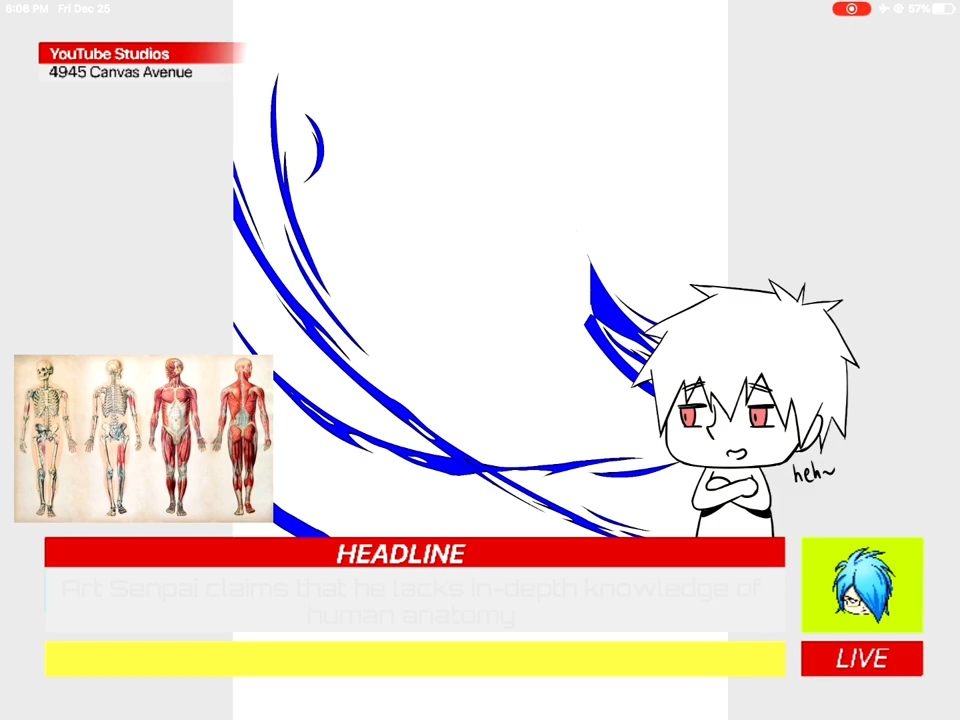 6:06 PM Fri Dec 25
57%
YouTube Studios
4945 Canvas Avenue
heh~
HEADLINE
Art Senpai claims that he lacks in-depth knowledge of
human anatomy
LIVE